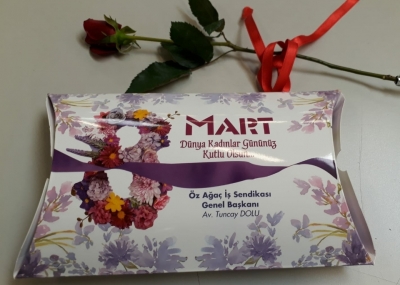 8 MART
Dünya Kadınlar Gününüz
Kutlu Olsun
Öz Ağaç İş Sendikası
Genel Başkanı
Av. Tuncay DOLU